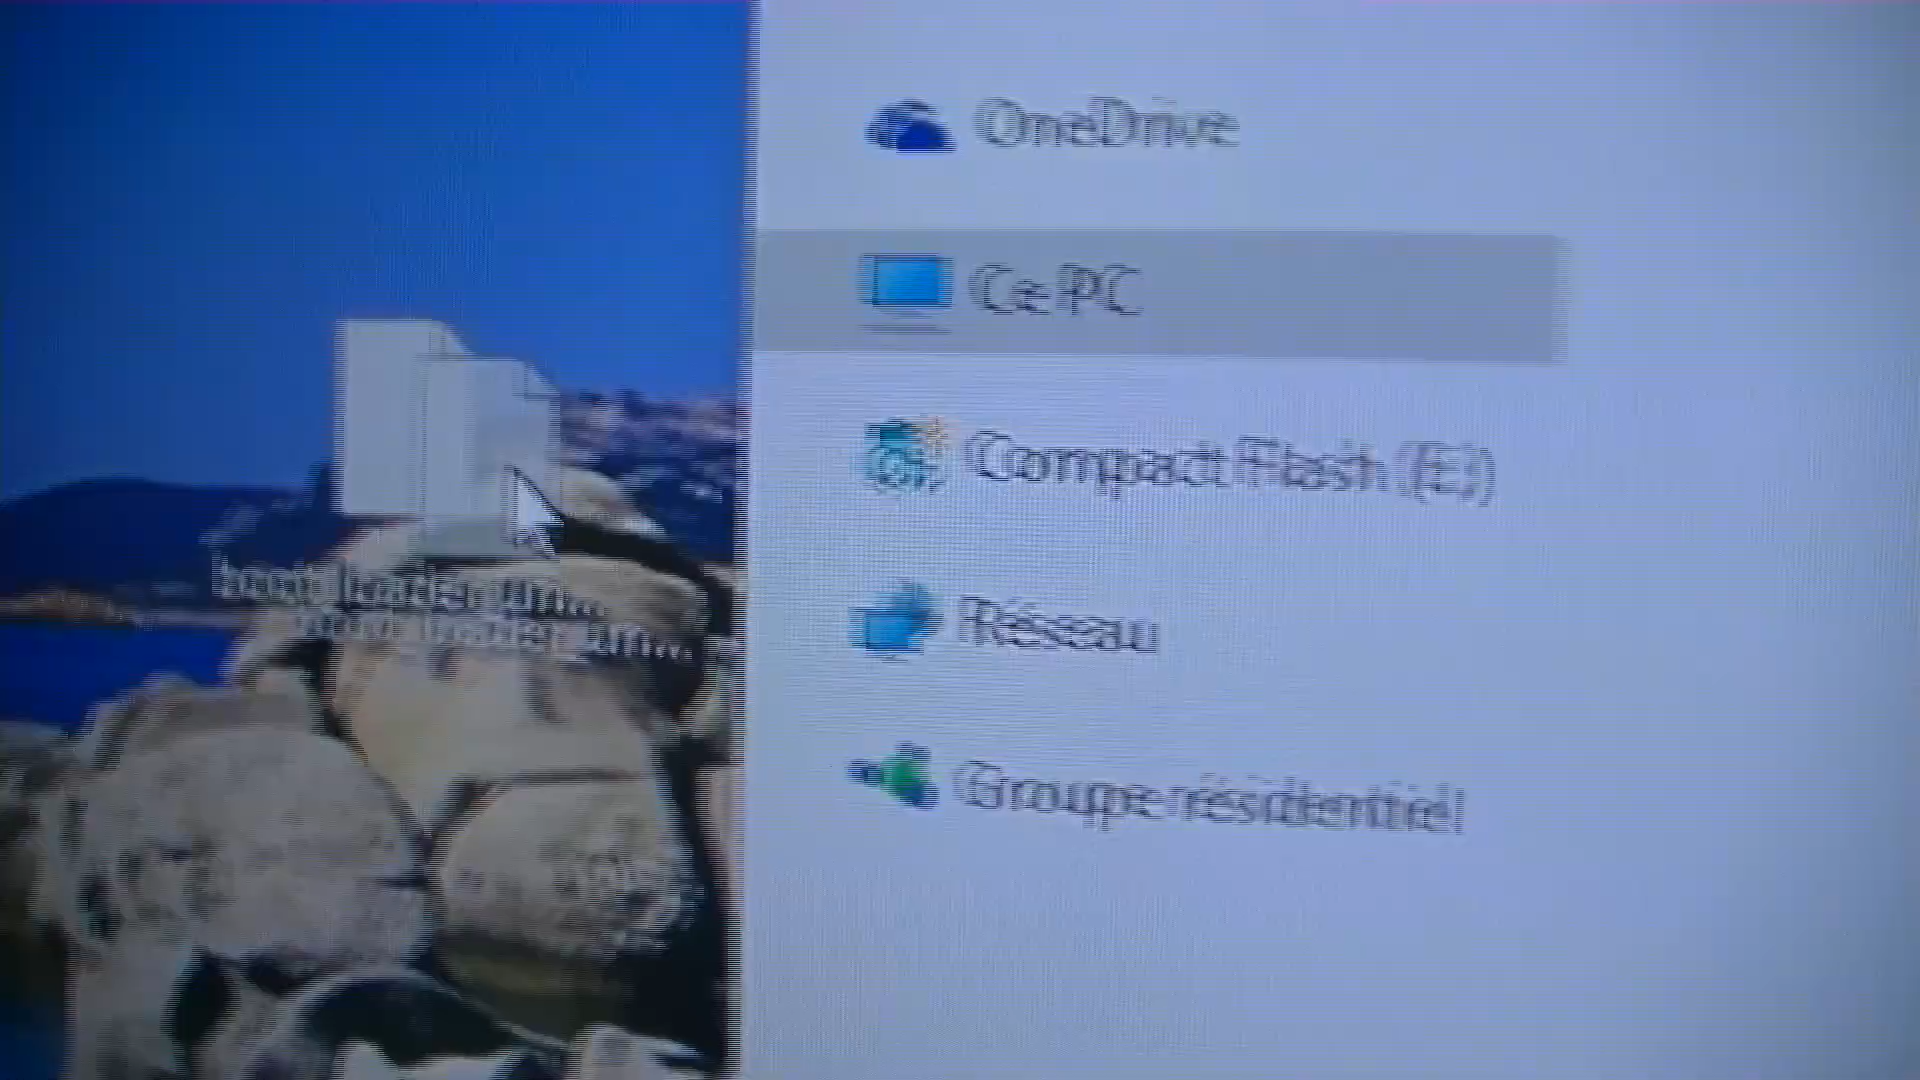 OneDrive
Ce PC
Compact Flash (E:)
Réseau
Groupe résidentiel